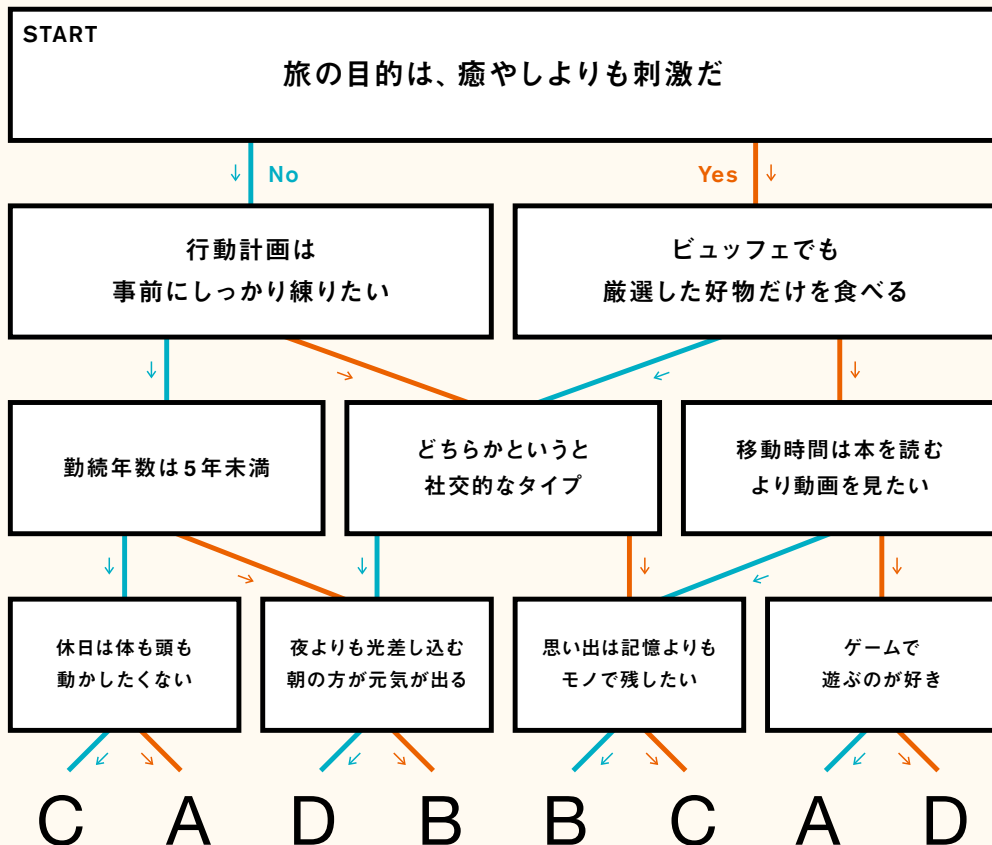 START
旅の目的は、癒やしよりも刺激だ
No
Yes
行動計画は
事前にしっかり練りたい
ビュッフェでも
厳選した好物だけを食べる
勤続年数は5年未満
どちらかというと
社交的なタイプ
移動時間は本を読む
より動画を見たい
休日は体も頭も
動かしたくない
夜よりも光差し込む
朝の方が元気が出る
思い出は記憶よりも
モノで残したい
ゲームで
遊ぶのが好き
C A D B B C A D